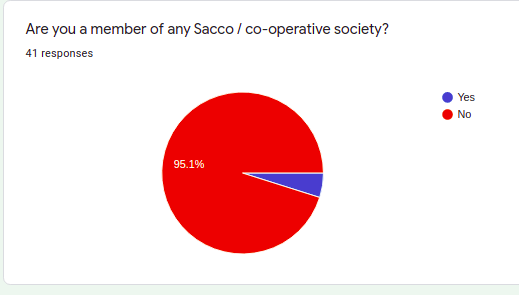 Are you a member of any Sacco / co-operative society?
41 responses
Yes
No
95.1%